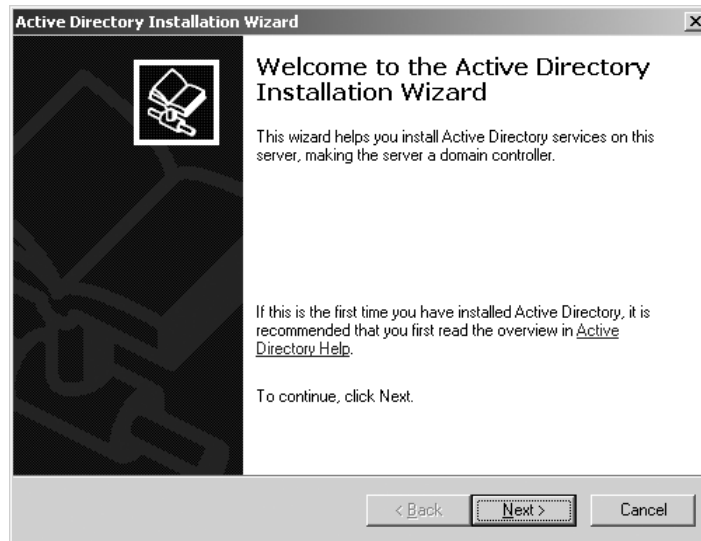 Active Directory Installation Wizard
Welcome to the Active Directory
Installation Wizard
This wizard helps you install Active Directory services on this
server, making the server a domain controller.
If this is the first time you have installed Active Directory, it is
recommended that you first read the overview in Active
Directory Help.
To continue, click Next.
< Back
Next >
Cancel